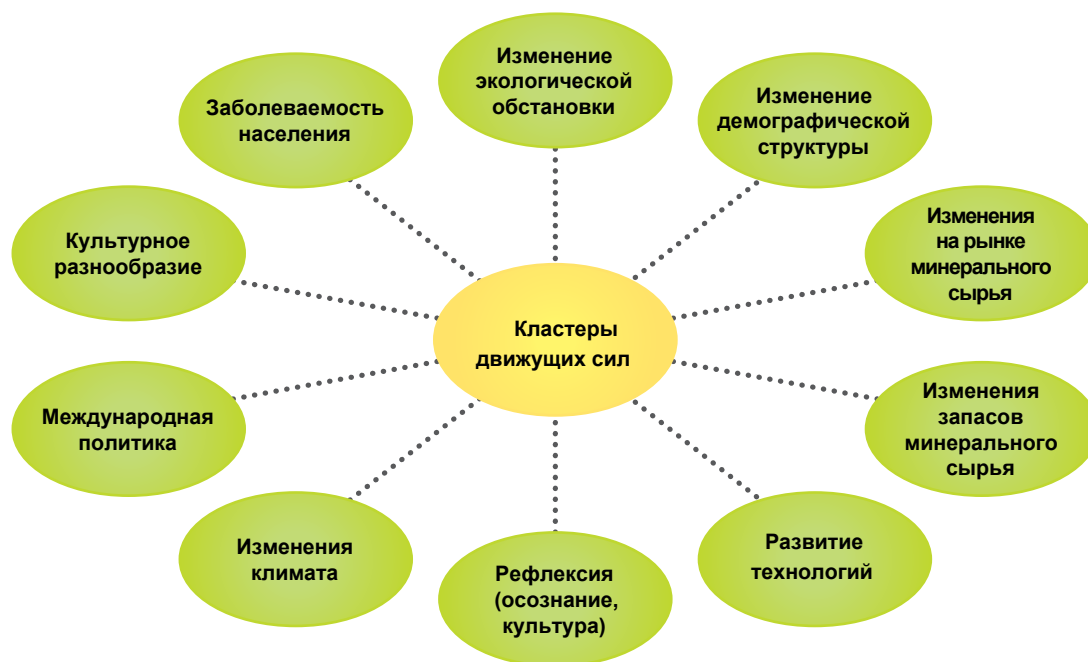 Изменение
экологической
обстановки
Заболеваемость
населения
Изменение
демографической
структуры
Культурное
разнообразие
Изменения
на рынке
минерального
сырья
Кластеры
движущих сил
Международная
политика
Изменения
запасов
минерального
сырья
Изменения
климата
Рефлексия
(осознание,
культура)
Развитие
технологий